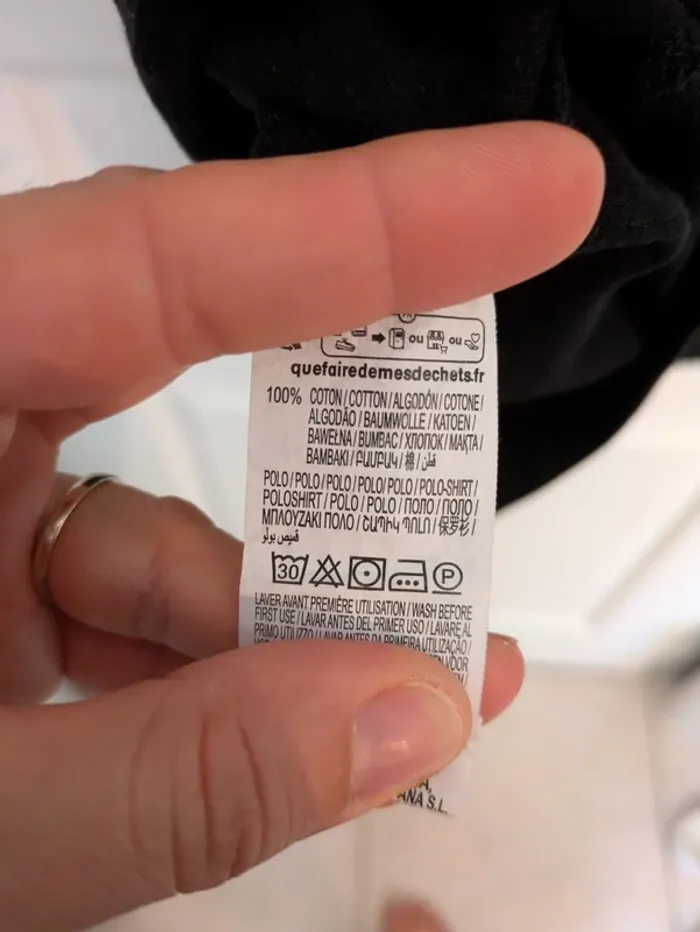 ou ou
quefairedemesdechets.fr
100% COTON / COTTON / ALGODÓN / COTONE /
ALGODÃO / BAUMWOLLE / KATOEN /
BAWEŁNA / BUMBAC / ХЛОПОК / МАҚТА /
BAMBAKI / ԲԱՄԲԱԿ / 棉 / قطن
POLO / POLO / POLO / POLO / POLO / POLO-SHIRT /
POLOSHIRT / POLO / POLO / ПОЛО / ПОЛО /
ΜΠΛΟΥΖΑΚΙ ΠΟΛΟ / ՇԱՊԻԿ ՊՈԼՈ / 保罗衫 /
قميص بولو
30 P
LAVER AVANT PREMIÈRE UTILISATION / WASH BEFORE
FIRST USE / LAVAR ANTES DEL PRIMER USO / LAVARE AL
PRIMO UTILIZZO / LAVAR ANTES DA PRIMEIRA UTILIZAÇÃO /
ANA S.L.